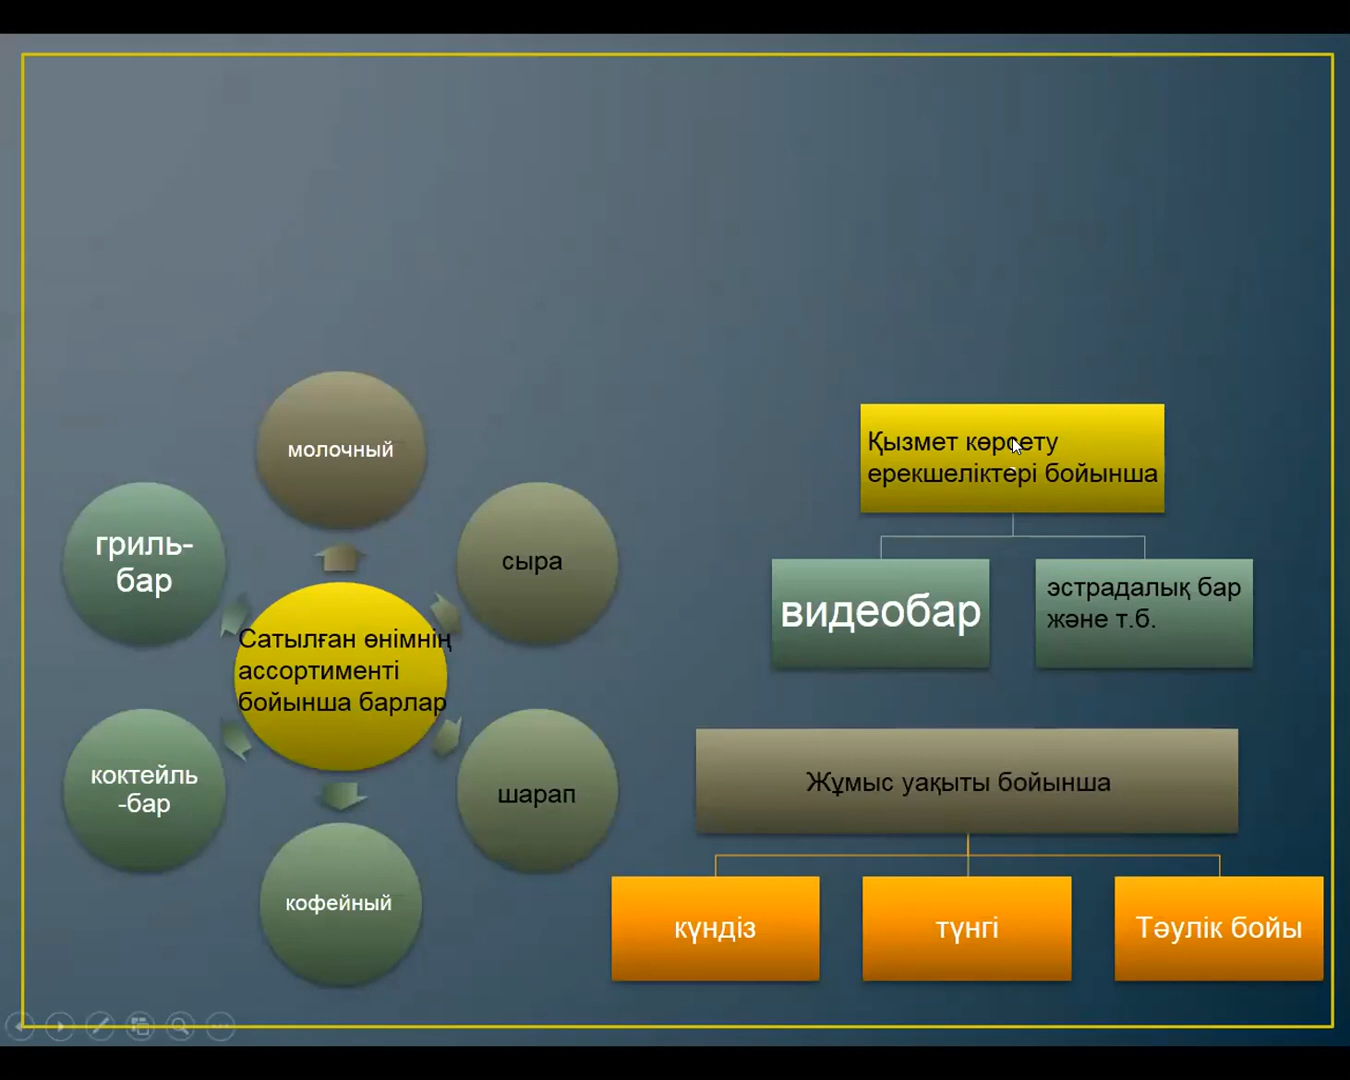 молочный
сыра
шарап
кофейный
коктейль
-бар
гриль-
бар
Сатылған өнімнің
ассортименті
бойынша барлар
Қызмет көрсету
ерекшеліктері бойынша
видеобар
эстрадалық бар
және т.б.
Жұмыс уақыты бойынша
күндіз
түнгі
Тәулік бойы